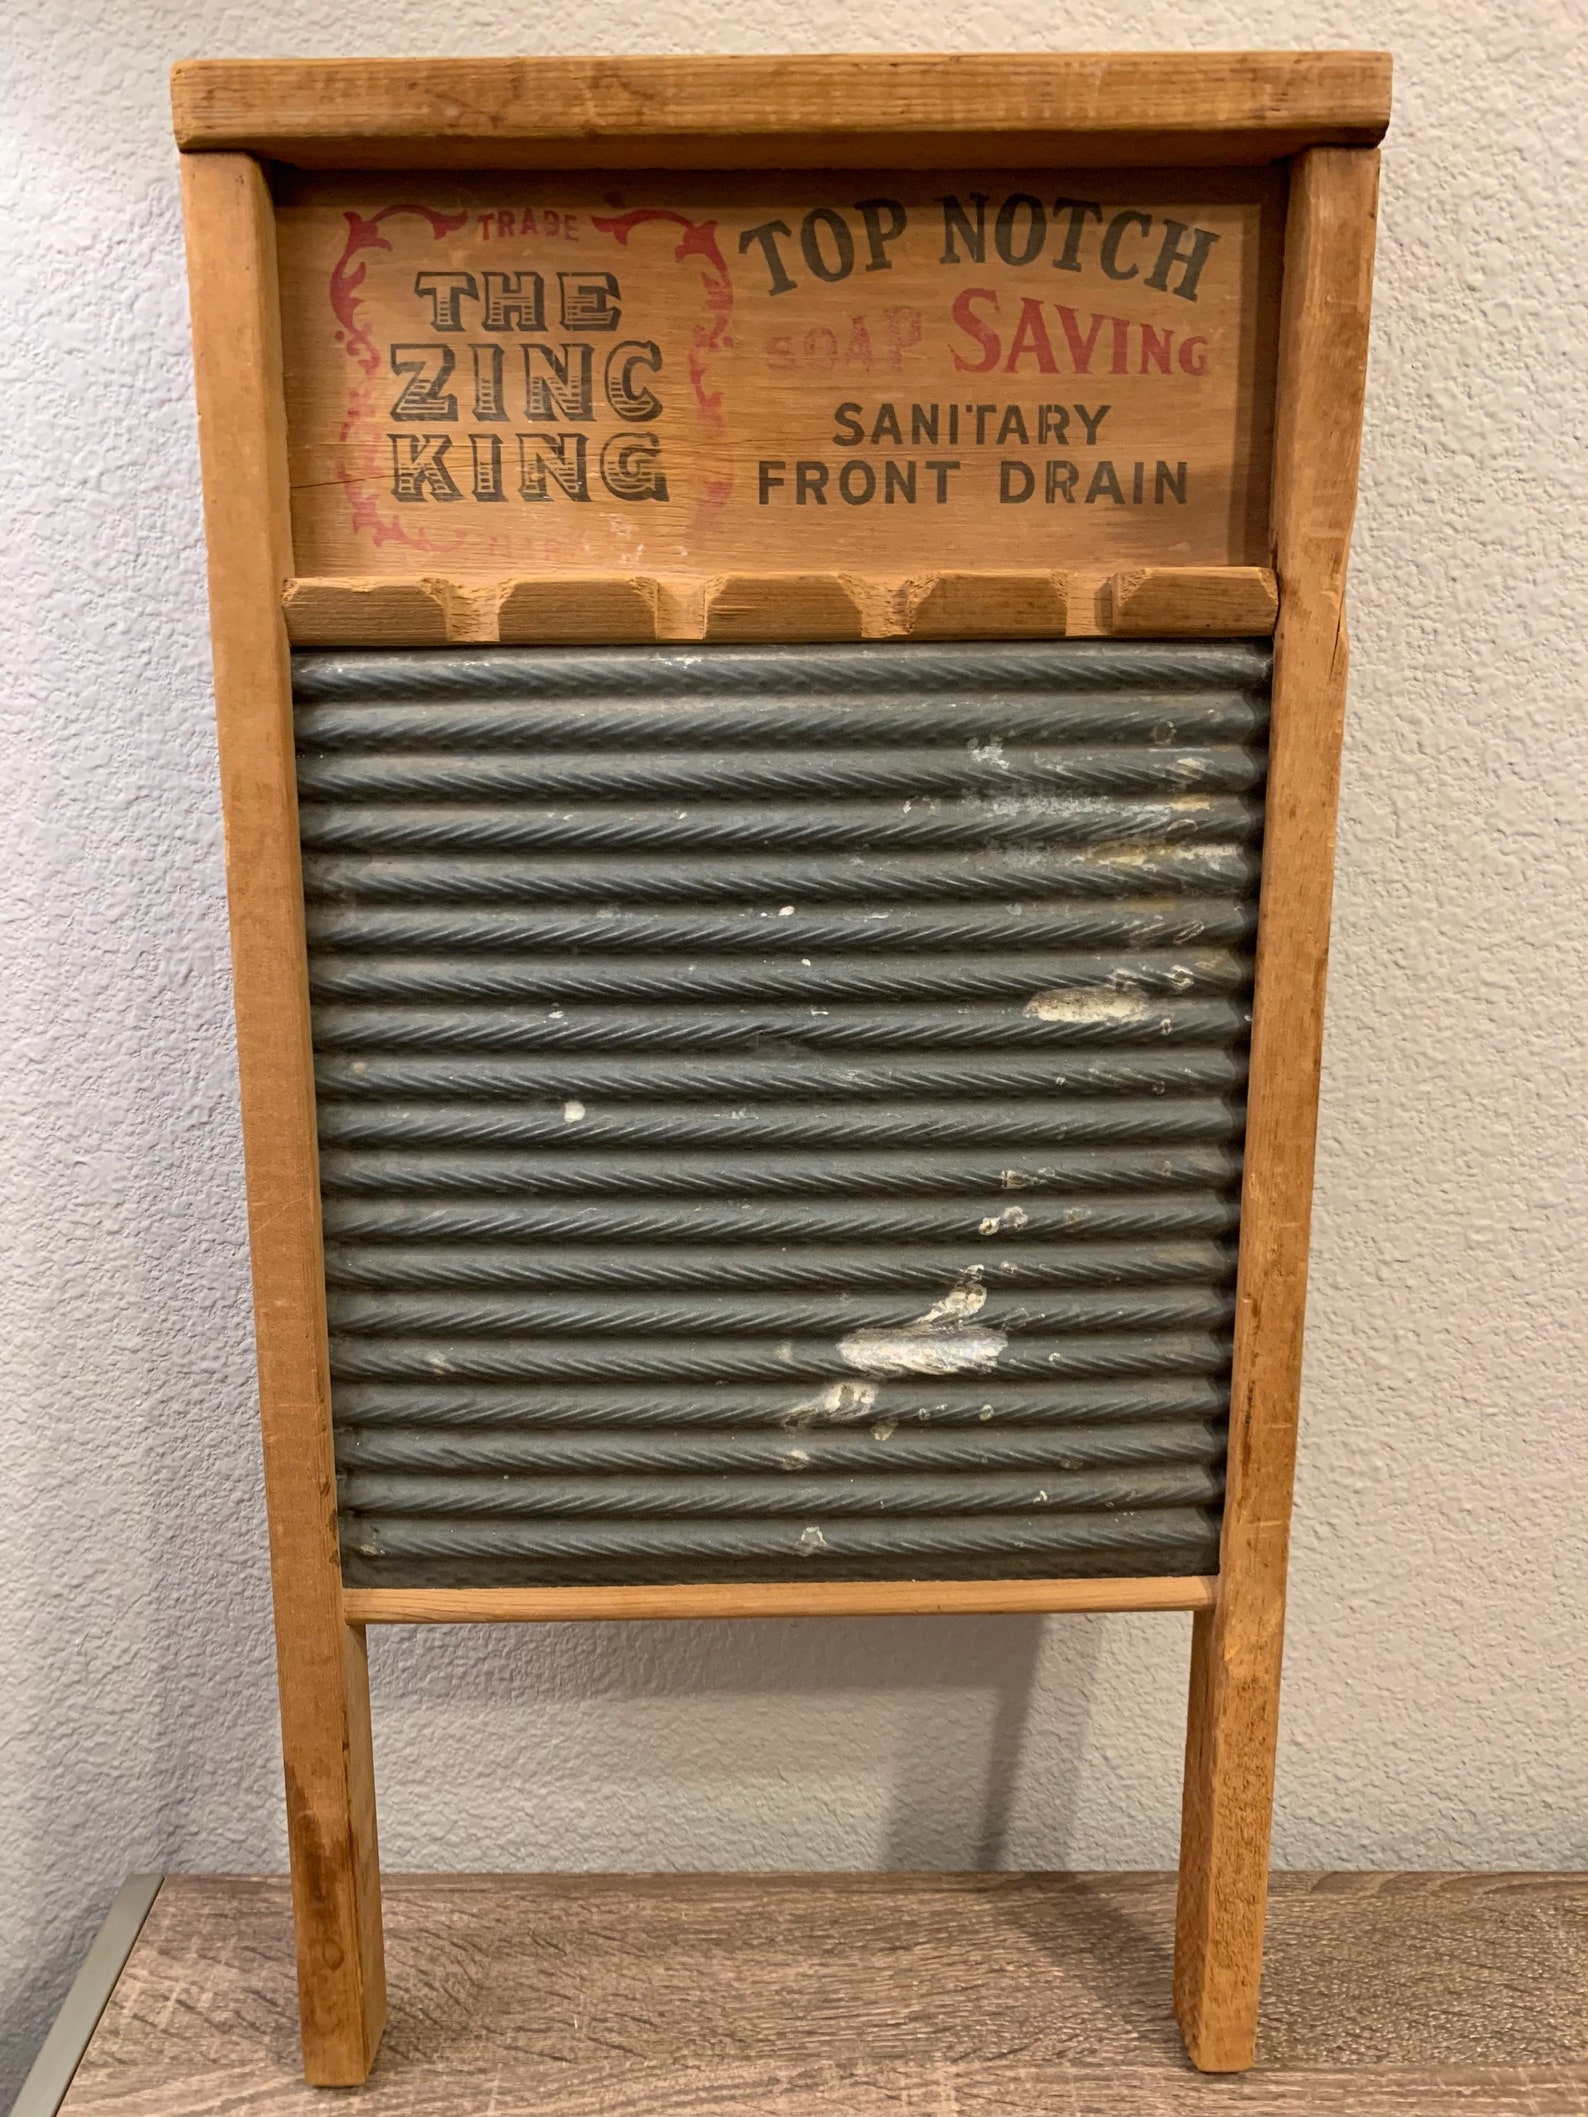 TRADE
THE
ZINC
KING
TOP NOTCH
SOAP SAVING
SANITARY
FRONT DRAIN